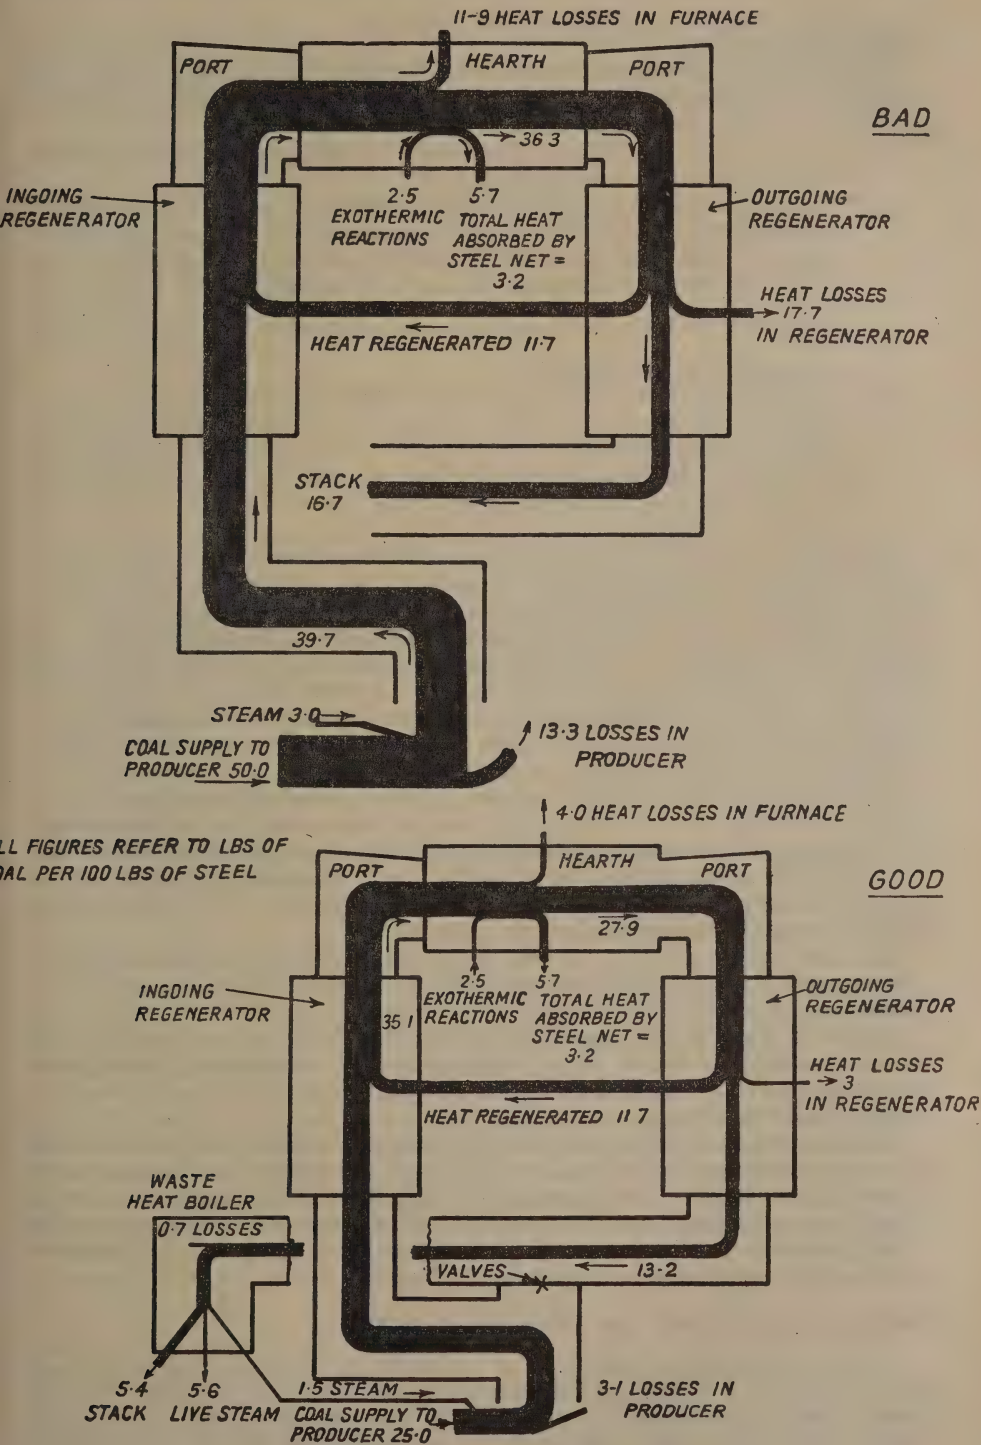 11-9 HEAT LOSSES IN FURNACE
PORT
HEARTH
PORT
BAD
36 3
INGOING
REGENERATOR
2.5
EXOTHERMIC
REACTIONS
5.7
TOTAL HEAT
ABSORBED BY
STEEL NET =
3.2
OUTGOING
REGENERATOR
HEAT LOSSES
17.7
IN REGENERATOR
HEAT REGENERATED 11.7
STACK
16.7
39.7
STEAM 3.0
COAL SUPPLY TO
PRODUCER 50.0
13.3 LOSSES IN
PRODUCER
LL FIGURES REFER TO LBS OF
OAL PER 100 LBS OF STEEL
4.0 HEAT LOSSES IN FURNACE
PORT
HEARTH
PORT
GOOD
27.9
INGOING
REGENERATOR
35 1
2.5
EXOTHERMIC
REACTIONS
5.7
TOTAL HEAT
ABSORBED BY
STEEL NET =
3.2
OUTGOING
REGENERATOR
HEAT LOSSES
3
IN REGENERATOR
HEAT REGENERATED 11 7
WASTE
HEAT BOILER
0.7 LOSSES
VALVES
13.2
5.4
STACK
5.6
LIVE STEAM
1.5 STEAM
COAL SUPPLY TO
PRODUCER 25.0
3-1 LOSSES IN
PRODUCER